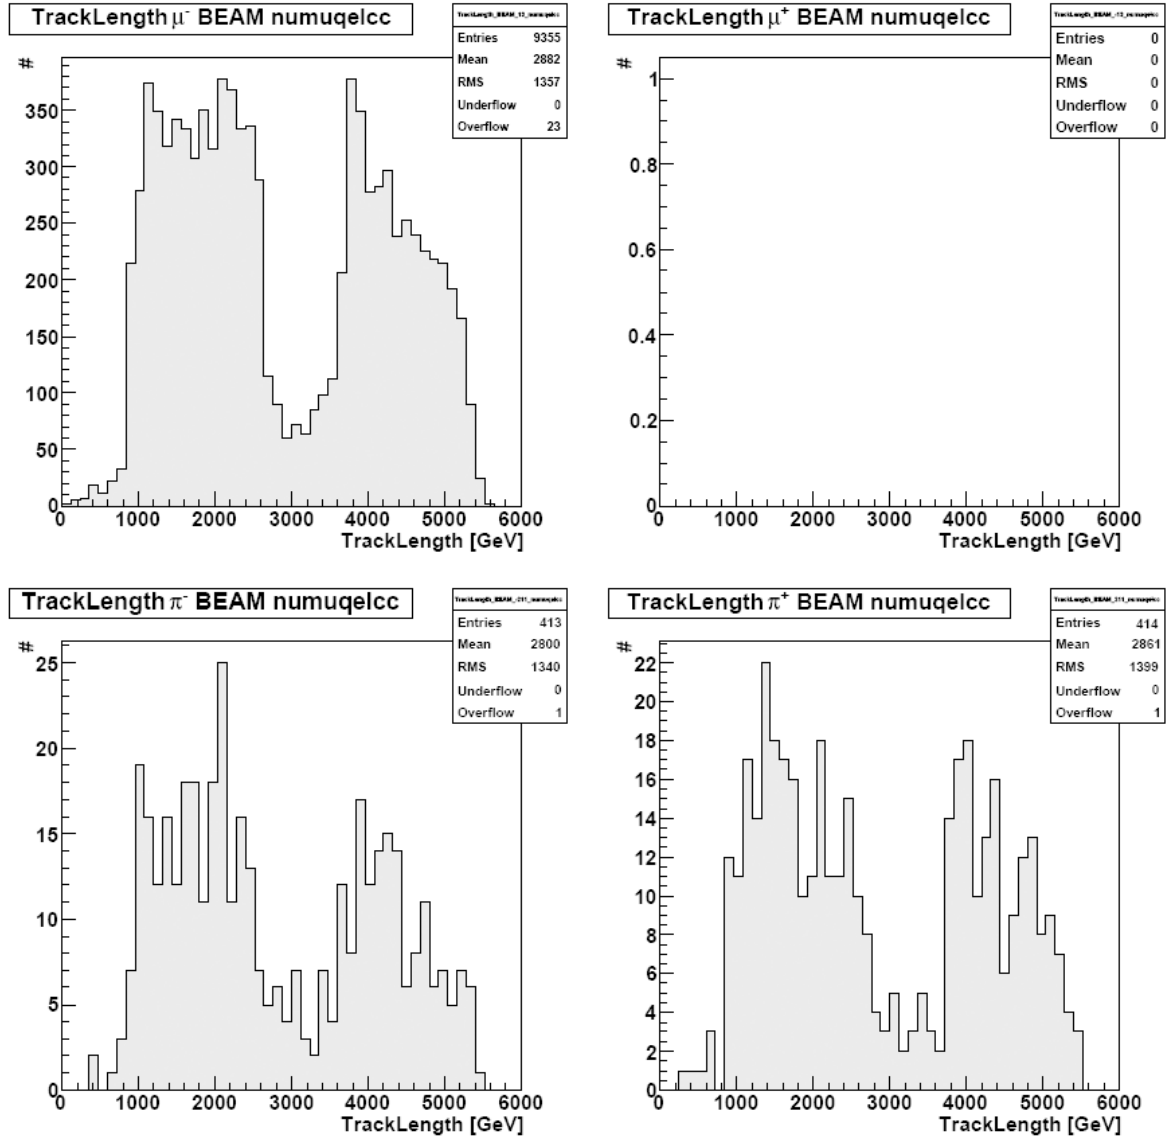 TrackLength μ⁻ BEAM numuqelcc
TrackLength_BEAM_13_numuqelcc
Entries 9355
Mean 2882
RMS 1357
Underflow 0
Overflow 23
#
350
300
250
200
150
100
50
0
0 1000 2000 3000 4000 5000 6000
TrackLength [GeV]
TrackLength μ⁺ BEAM numuqelcc
TrackLength_BEAM_-13_numuqelcc
Entries 0
Mean 0
RMS 0
Underflow 0
Overflow 0
#
1
0.8
0.6
0.4
0.2
0
0 1000 2000 3000 4000 5000 6000
TrackLength [GeV]
TrackLength π⁻ BEAM numuqelcc
TrackLength_BEAM_-211_numuqelcc
Entries 413
Mean 2800
RMS 1340
Underflow 0
Overflow 1
#
25
20
15
10
5
0
0 1000 2000 3000 4000 5000 6000
TrackLength [GeV]
TrackLength π⁺ BEAM numuqelcc
TrackLength_BEAM_211_numuqelcc
Entries 414
Mean 2861
RMS 1399
Underflow 0
Overflow 1
#
22
20
18
16
14
12
10
8
6
4
2
0
0 1000 2000 3000 4000 5000 6000
TrackLength [GeV]